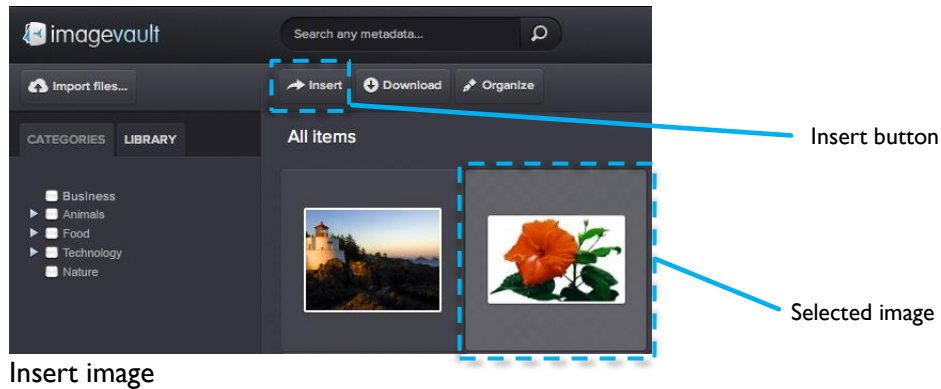 imagevault
Search any metadata...
Import files...
Insert
Download
Organize
CATEGORIES
LIBRARY
All items
Business
Animals
Food
Technology
Nature
Insert button
Selected image
Insert image